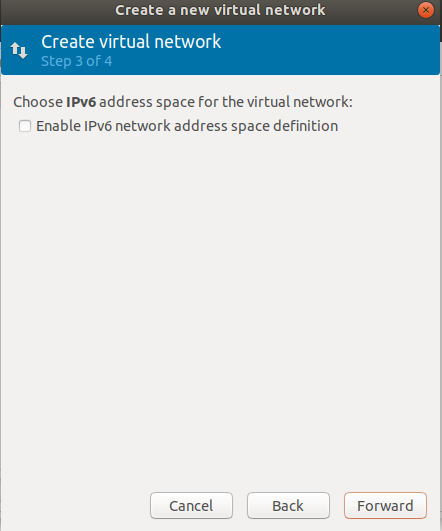 Create a new virtual network
Create virtual network
Step 3 of 4
Choose IPv6 address space for the virtual network:
Enable IPv6 network address space definition
Cancel
Back
Forward